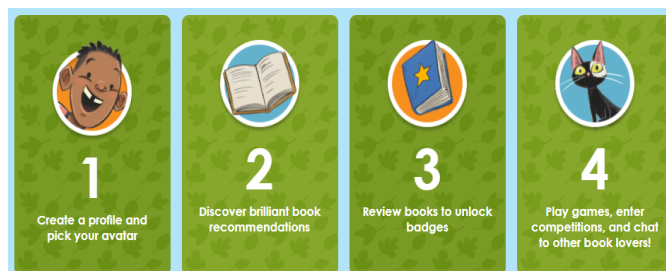 1
Create a profile and
pick your avatar
2
Discover brilliant book
recommendations
3
Review books to unlock
badges
4
Play games, enter
competitions, and chat
to other book lovers!